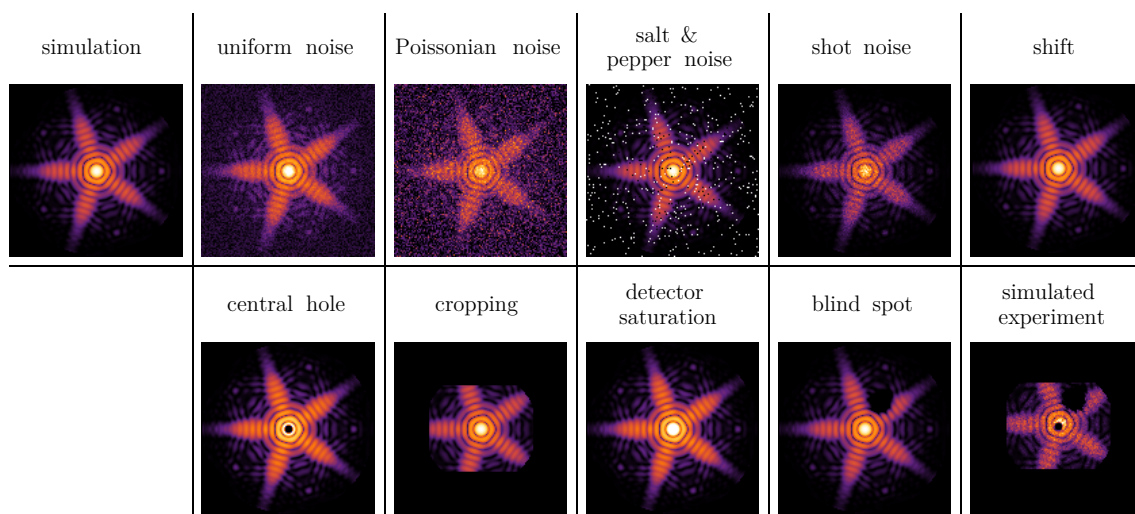 simulation
uniform noise
Poissonian noise
salt &
pepper noise
shot noise
shift
central hole
cropping
detector
saturation
blind spot
simulated
experiment